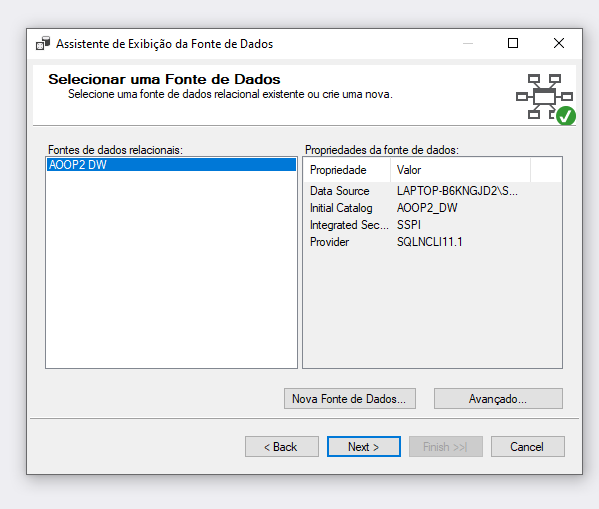 Assistente de Exibição da Fonte de Dados
Selecionar uma Fonte de Dados
Selecione uma fonte de dados relacional existente ou crie uma nova.
Fontes de dados relacionais:
AOOP2 DW
Propriedades da fonte de dados:
Propriedade Valor
Data Source LAPTOP-B6KNGJD2\S...
Initial Catalog AOOP2_DW
Integrated Sec... SSPI
Provider SQLNCLI11.1
Nova Fonte de Dados... Avançado...
< Back Next > Finish >>| Cancel